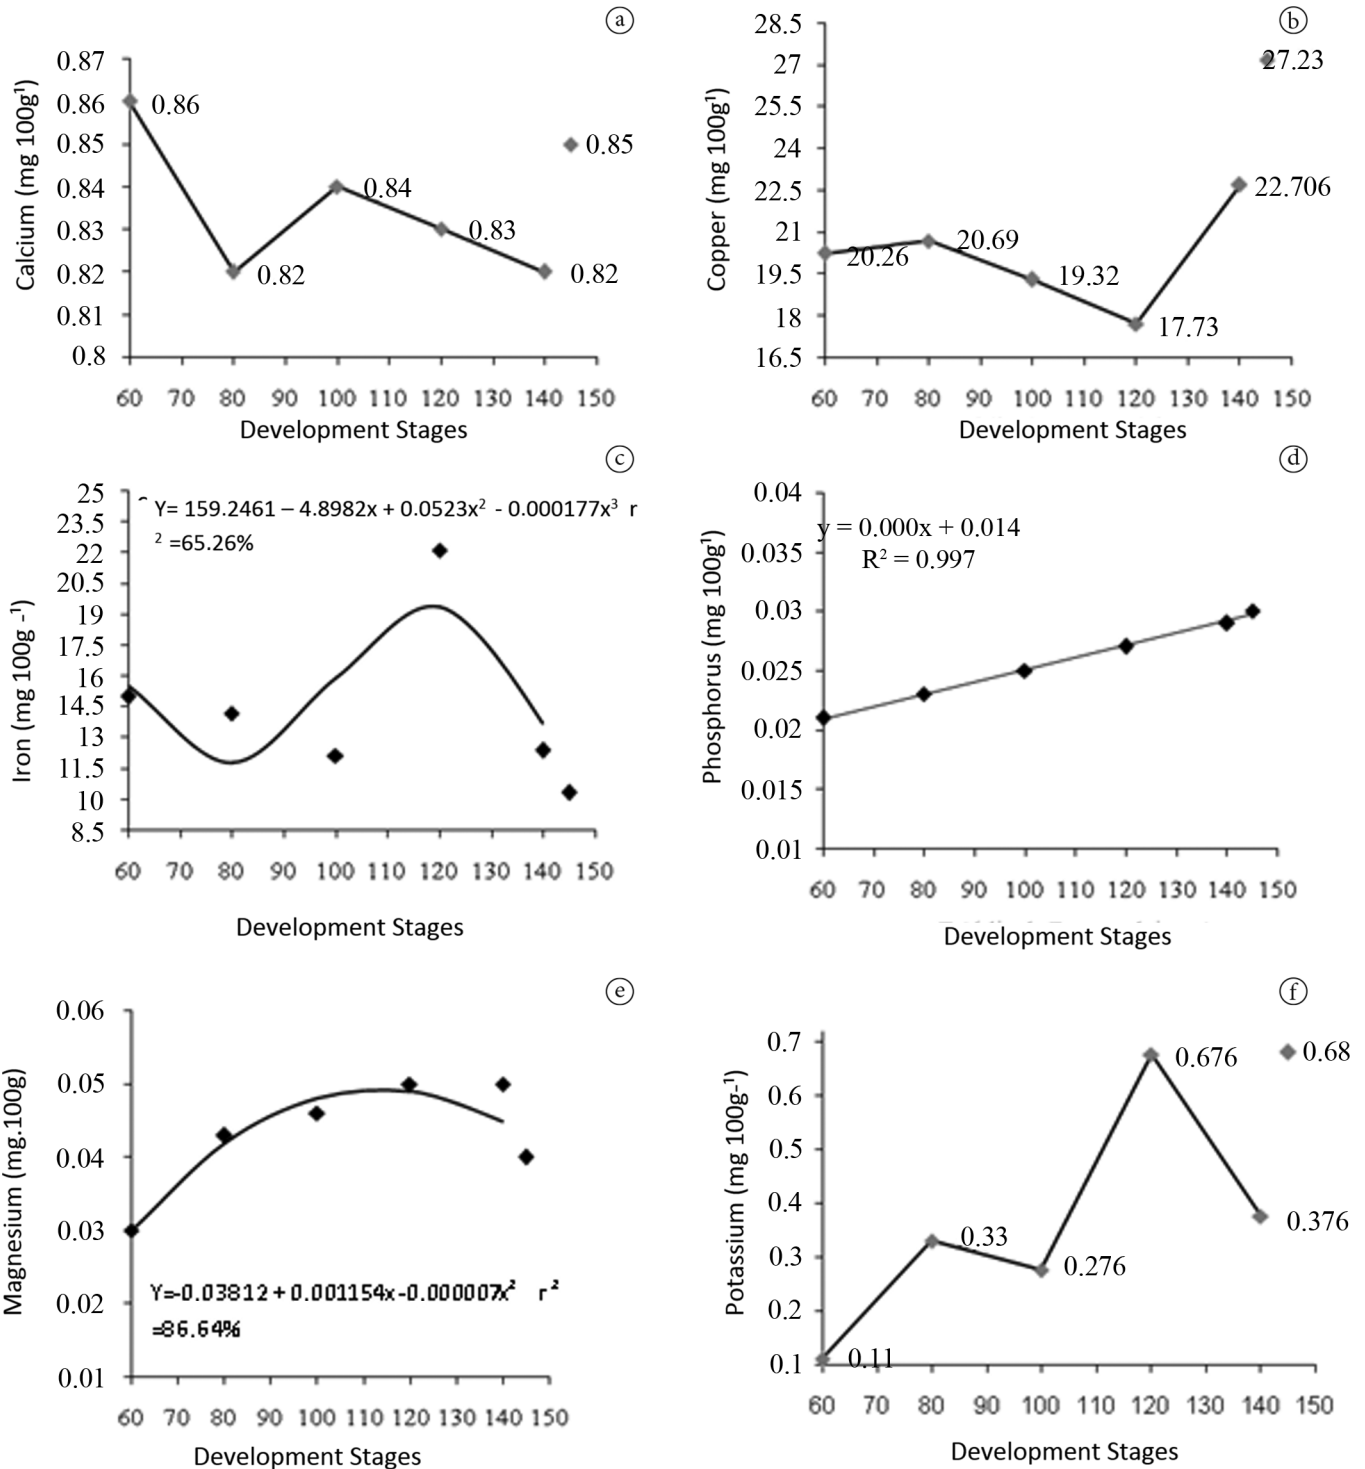 a
0.87
0.86
0.85
0.84
0.83
0.82
0.81
0.8
Calcium (mg 100g¹)
0.86
0.82
0.84
0.83
0.82
0.85
60 70 80 90 100 110 120 130 140 150
Development Stages
b
28.5
27
25.5
24
22.5
21
19.5
18
16.5
Copper (mg 100g¹)
20.26
20.69
19.32
17.73
22.706
27.23
60 70 80 90 100 110 120 130 140 150
Development Stages
c
25
23.5
22
20.5
19
17.5
16
14.5
13
11.5
10
8.5
Iron (mg 100g -¹)
Y= 159.2461 – 4.8982x + 0.0523x² - 0.000177x³ r
² =65.26%
60 70 80 90 100 110 120 130 140 150
Development Stages
d
0.04
0.035
0.03
0.025
0.02
0.015
0.01
Phosphorus (mg 100g¹)
y = 0.000x + 0.014
R² = 0.997
60 70 80 90 100 110 120 130 140 150
Development Stages
e
0.06
0.05
0.04
0.03
0.02
0.01
Magnesium (mg.100g)
Y=-0.03812 + 0.001154x -0.000007x² r²
=86.64%
60 70 80 90 100 110 120 130 140 150
Development Stages
f
0.7
0.6
0.5
0.4
0.3
0.2
0.1
Potassium (mg 100g-¹)
0.11
0.33
0.276
0.676
0.376
0.68
60 70 80 90 100 110 120 130 140 150
Development Stages